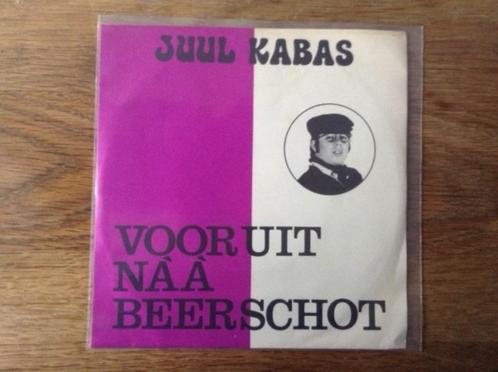 JUUL KABAS
VOORUIT
NÀÀ
BEERSCHOT